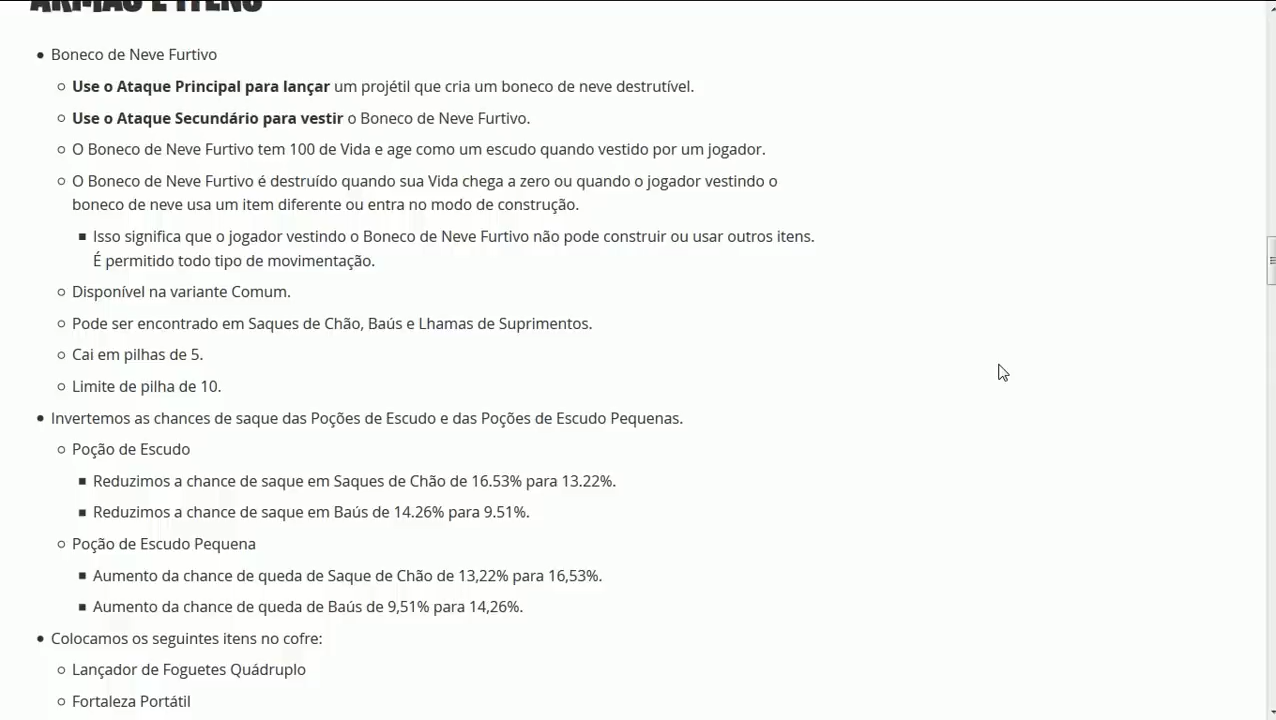 ARMAS E ITENS
Boneco de Neve Furtivo
Use o Ataque Principal para lançar um projétil que cria um boneco de neve destrutível.
Use o Ataque Secundário para vestir o Boneco de Neve Furtivo.
O Boneco de Neve Furtivo tem 100 de Vida e age como um escudo quando vestido por um jogador.
O Boneco de Neve Furtivo é destruído quando sua Vida chega a zero ou quando o jogador vestindo o
boneco de neve usa um item diferente ou entra no modo de construção.
Isso significa que o jogador vestindo o Boneco de Neve Furtivo não pode construir ou usar outros itens.
É permitido todo tipo de movimentação.
Disponível na variante Comum.
Pode ser encontrado em Saques de Chão, Baús e Lhamas de Suprimentos.
Cai em pilhas de 5.
Limite de pilha de 10.
Invertemos as chances de saque das Poções de Escudo e das Poções de Escudo Pequenas.
Poção de Escudo
Reduzimos a chance de saque em Saques de Chão de 16.53% para 13.22%.
Reduzimos a chance de saque em Baús de 14.26% para 9.51%.
Poção de Escudo Pequena
Aumento da chance de queda de Saque de Chão de 13,22% para 16,53%.
Aumento da chance de queda de Baús de 9,51% para 14,26%.
Colocamos os seguintes itens no cofre:
Lançador de Foguetes Quádruplo
Fortaleza Portátil